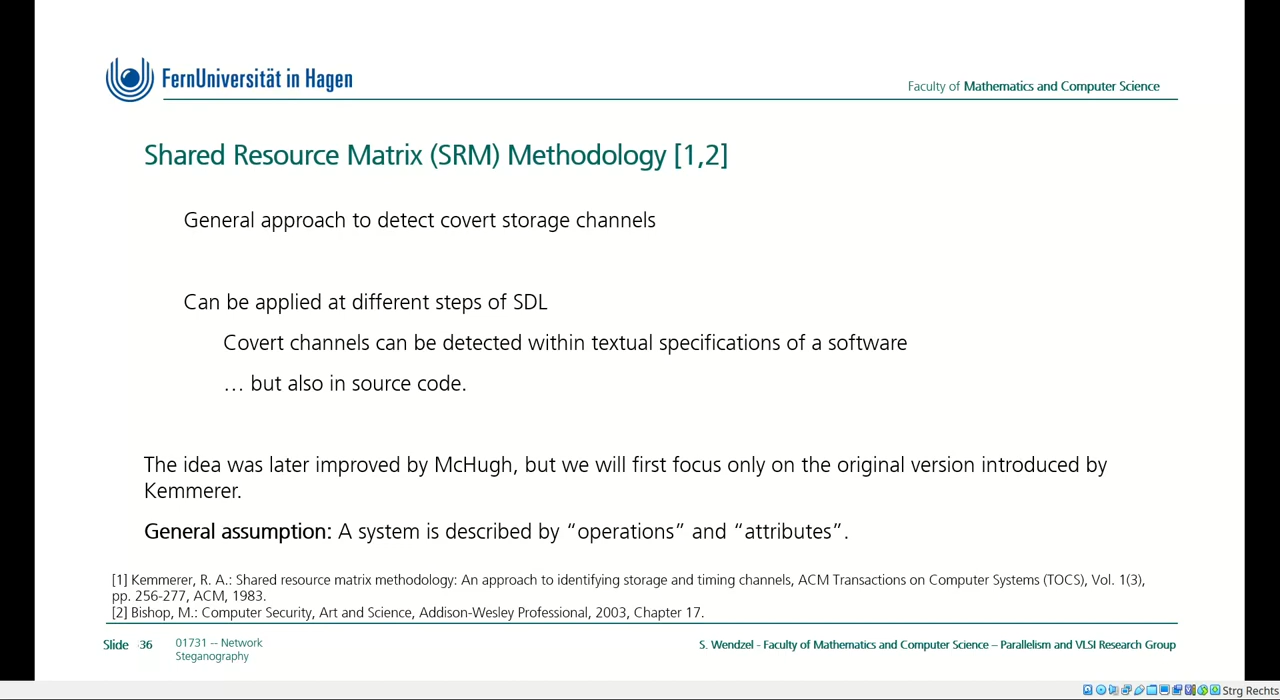 FernUniversität in Hagen
Faculty of Mathematics and Computer Science
Shared Resource Matrix (SRM) Methodology [1,2]
General approach to detect covert storage channels
Can be applied at different steps of SDL
Covert channels can be detected within textual specifications of a software
… but also in source code.
The idea was later improved by McHugh, but we will first focus only on the original version introduced by
Kemmerer.
General assumption: A system is described by “operations” and “attributes”.
[1] Kemmerer, R. A.: Shared resource matrix methodology: An approach to identifying storage and timing channels, ACM Transactions on Computer Systems (TOCS), Vol. 1(3),
pp. 256-277, ACM, 1983.
[2] Bishop, M.: Computer Security, Art and Science, Addison-Wesley Professional, 2003, Chapter 17.
Slide 36
01731 -- Network
Steganography
S. Wendzel - Faculty of Mathematics and Computer Science – Parallelism and VLSI Research Group
Strg Rechts